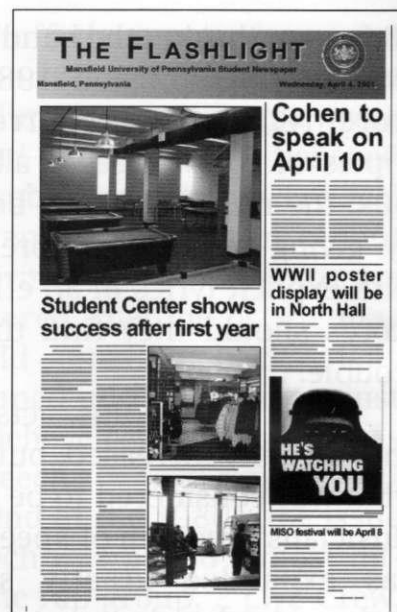 THE FLASHLIGHT
Mansfield University of Pennsylvania Student Newspaper
Mansfield, Pennsylvania
Wednesday, April 4, 2001
Cohen to
speak on
April 10
Student Center shows
success after first year
WWII poster
display will be
in North Hall
HE'S
WATCHING
YOU
MISO festival will be April 8